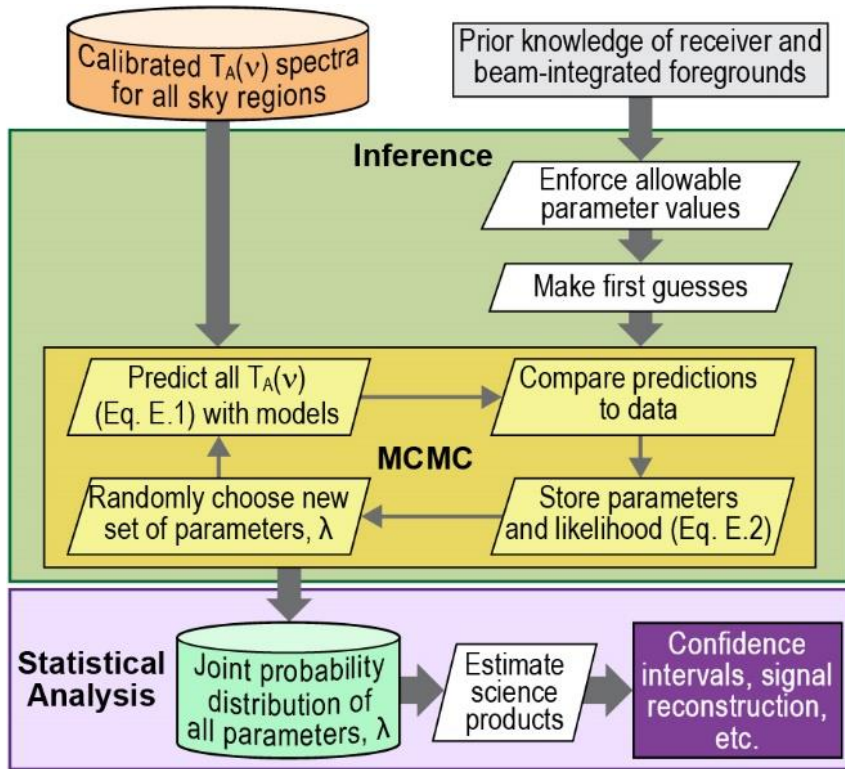 Calibrated T_A(ν) spectra
for all sky regions
Prior knowledge of receiver and
beam-integrated foregrounds
Inference
Enforce allowable
parameter values
Make first guesses
Predict all T_A(ν)
(Eq. E.1) with models
Compare predictions
to data
MCMC
Randomly choose new
set of parameters, λ
Store parameters
and likelihood (Eq. E.2)
Statistical
Analysis
Joint probability
distribution of
all parameters, λ
Estimate
science
products
Confidence
intervals, signal
reconstruction,
etc.